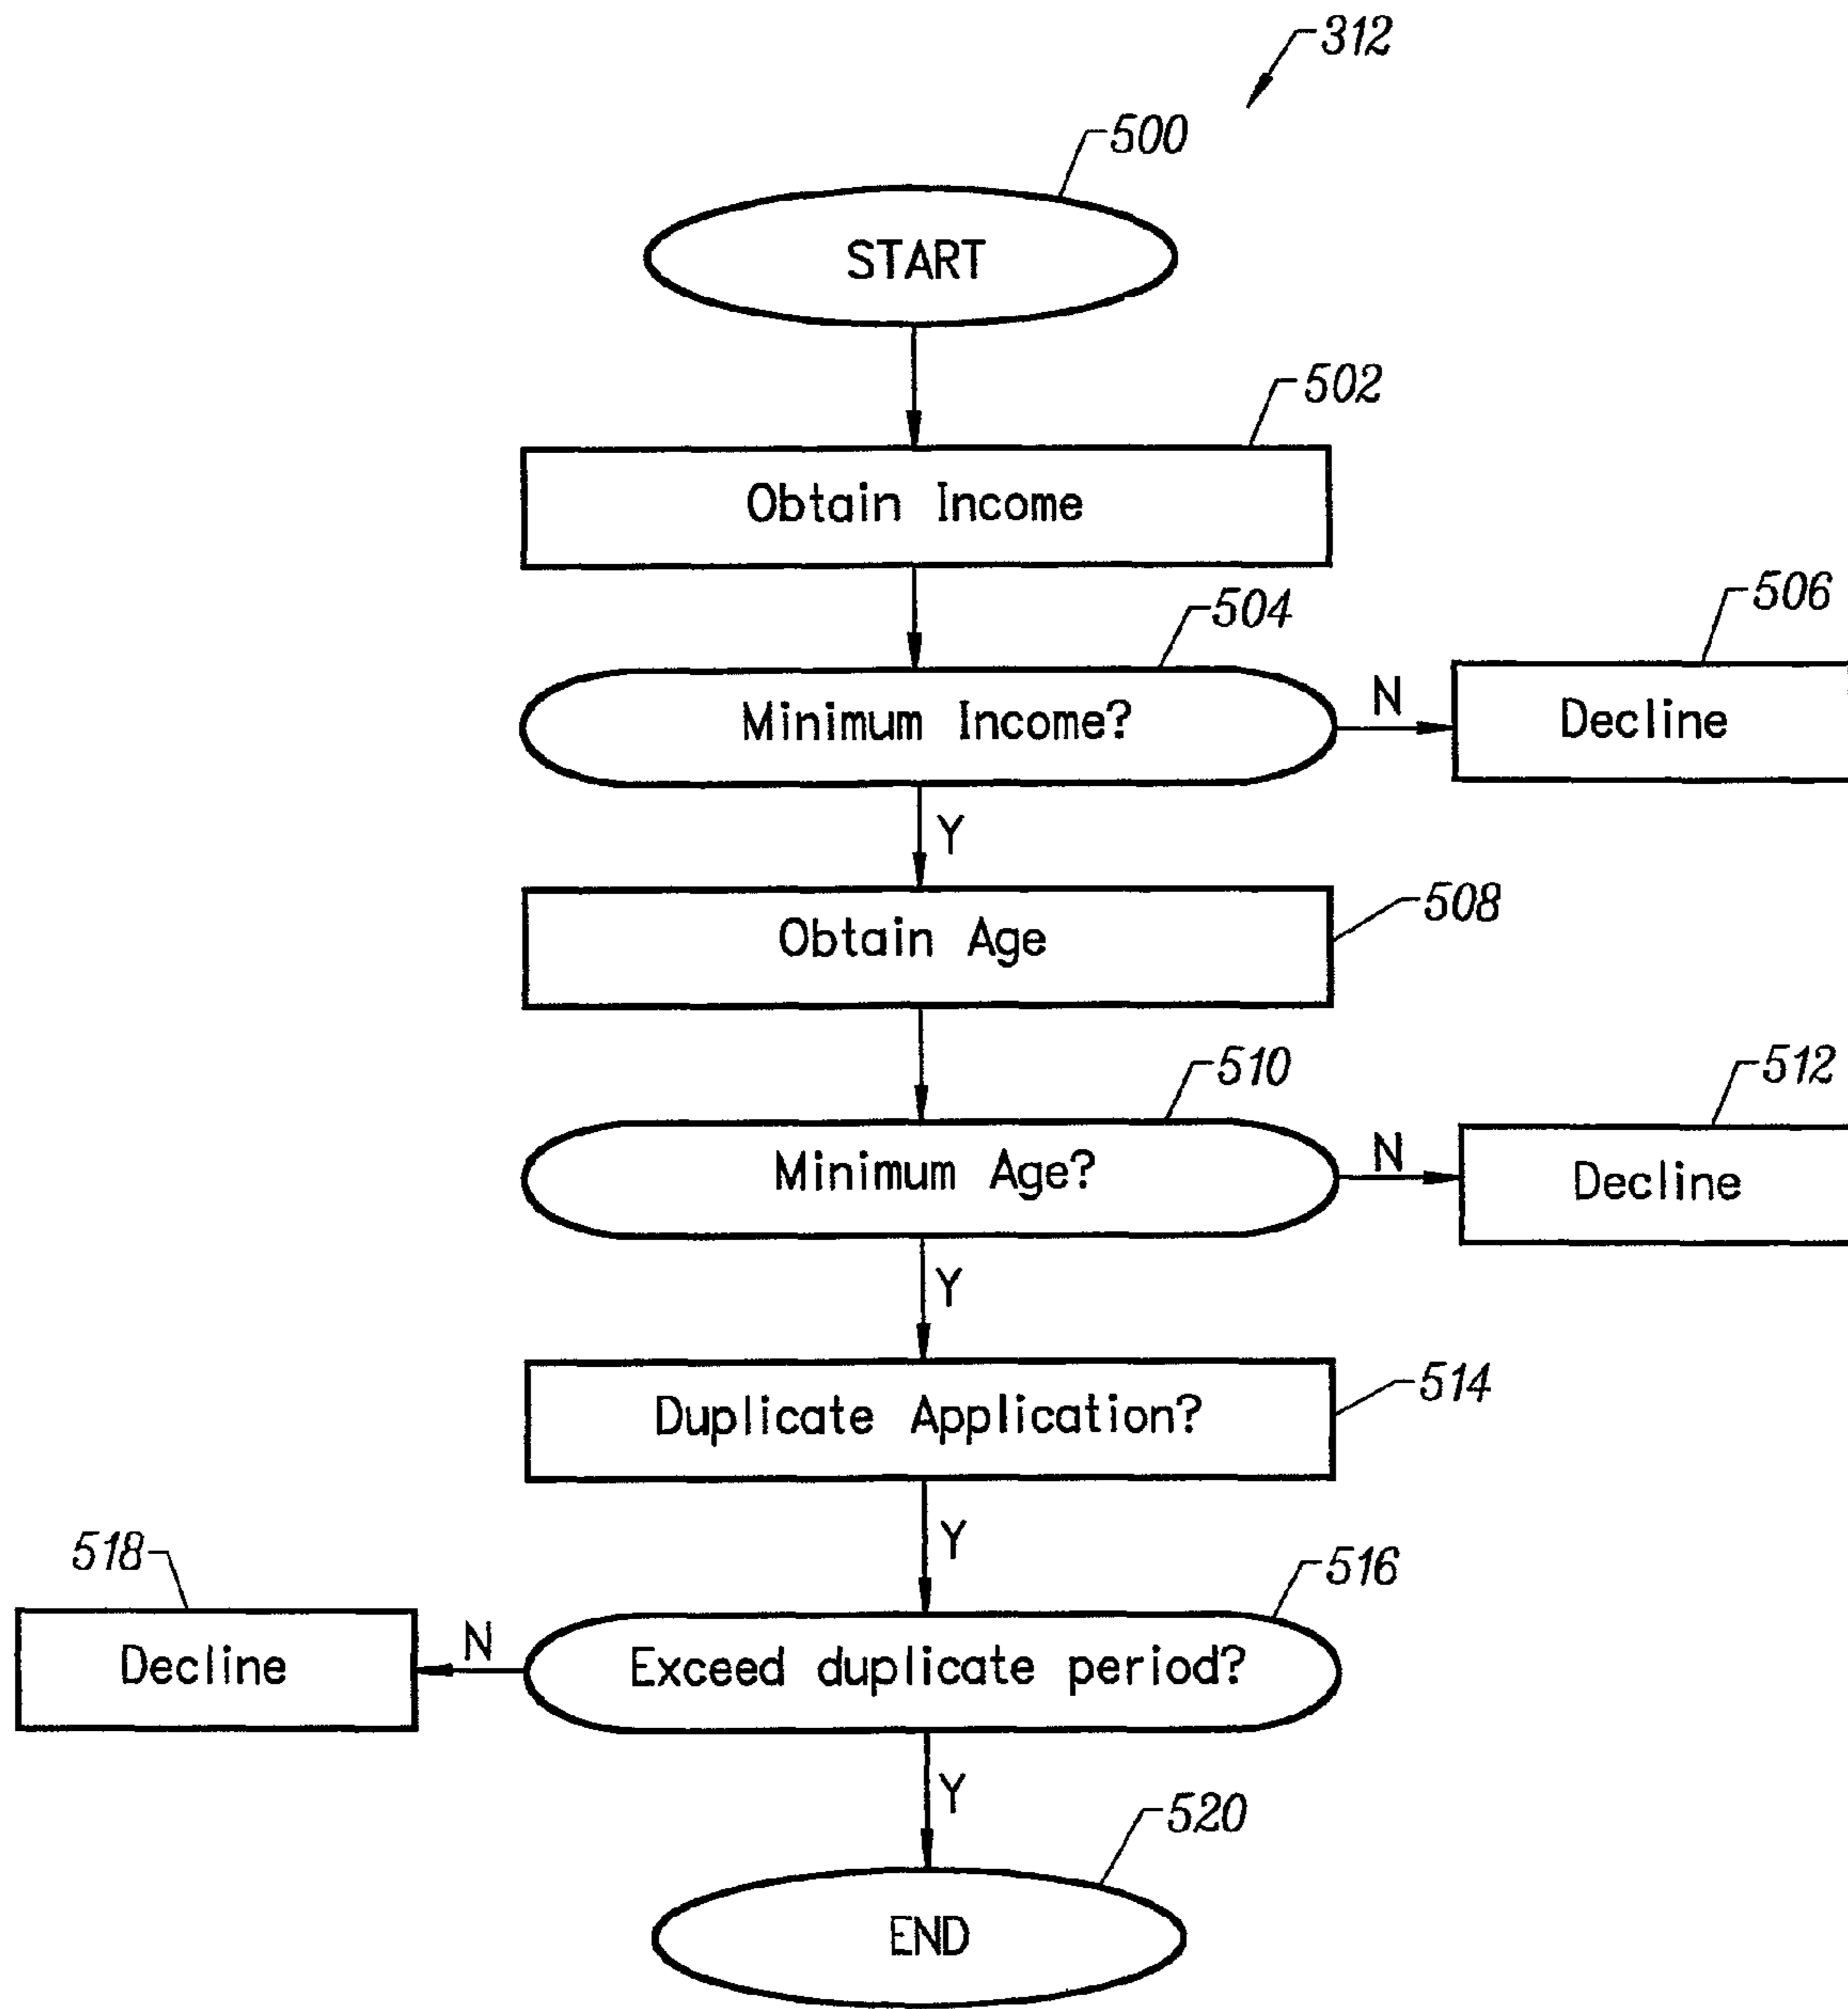 312
500
START
502
Obtain Income
504
506
Minimum Income?
N
Decline
Y
508
Obtain Age
510
512
Minimum Age?
N
Decline
Y
514
Duplicate Application?
Y
518
516
Decline
N
Exceed duplicate period?
Y
520
END